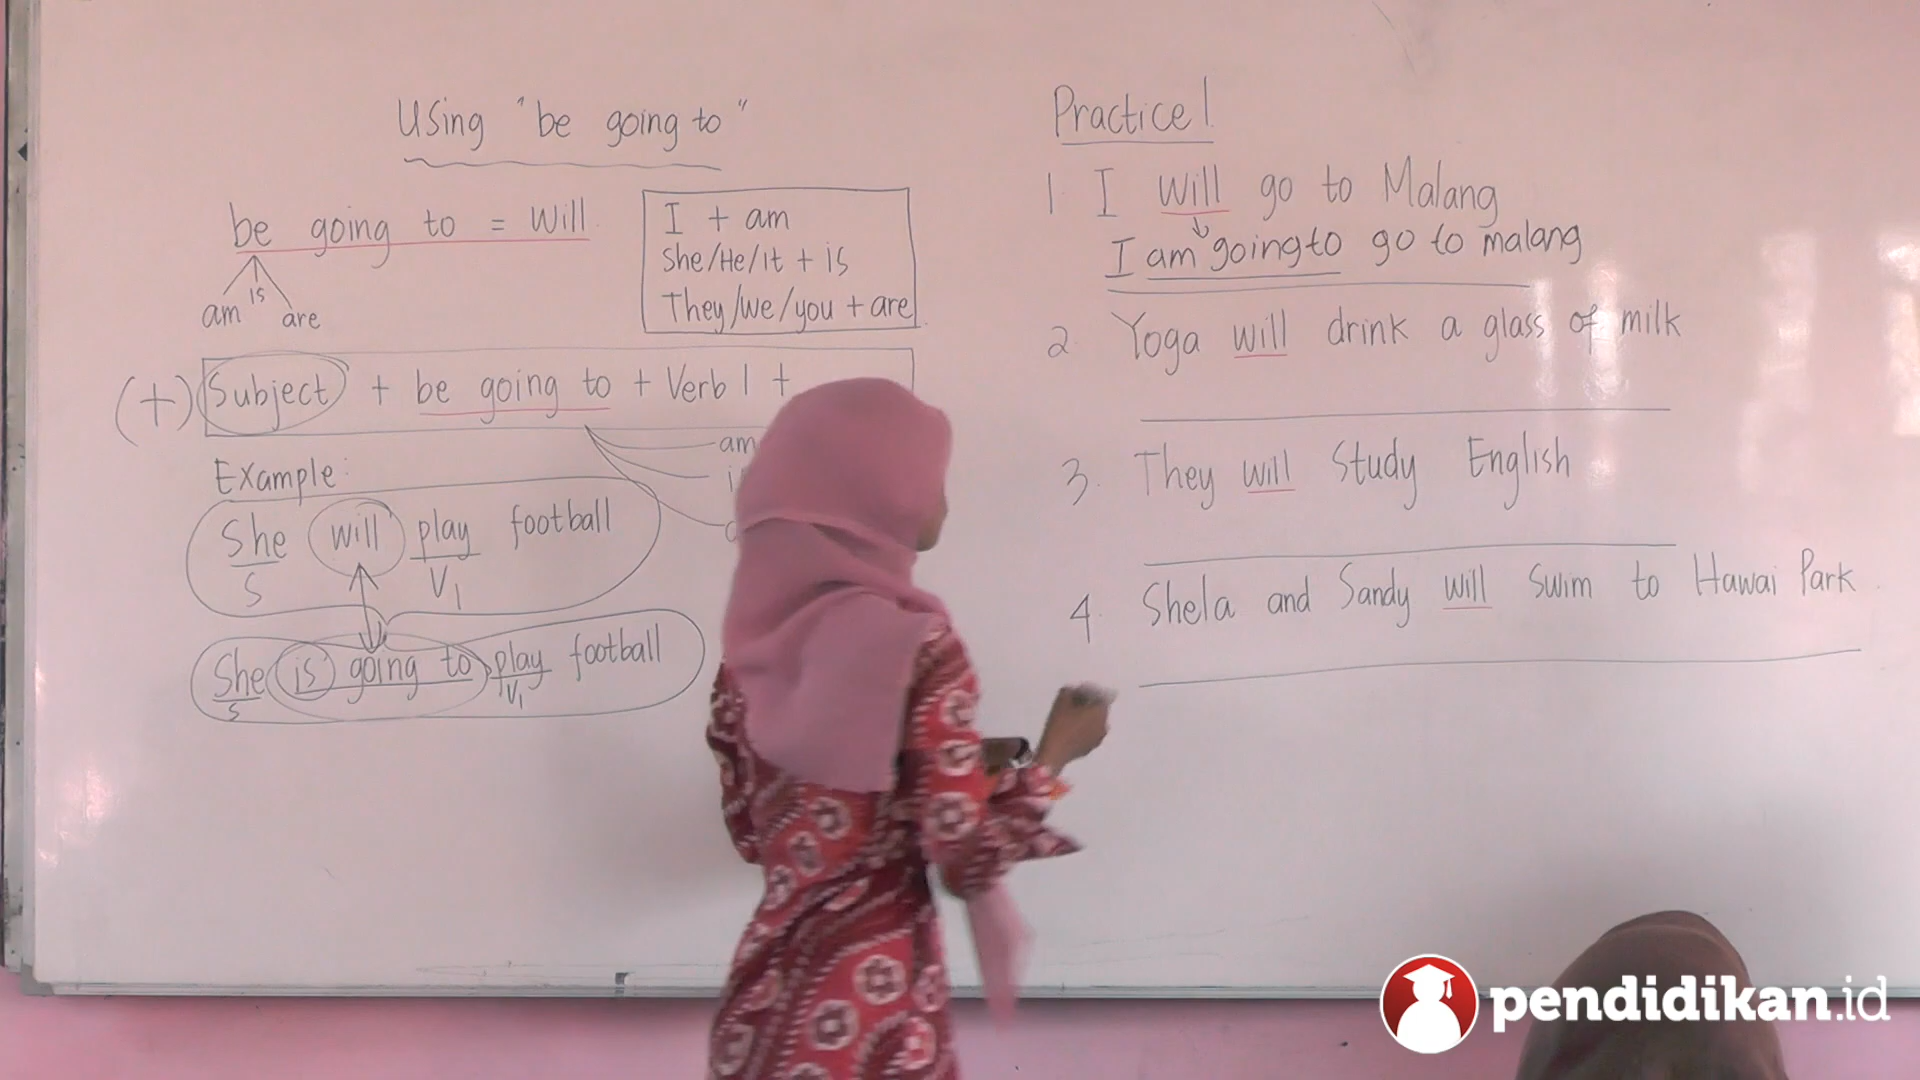 Using "be going to"
be going to = Will
am is are
I + am
She/He/It + is
They/We/you + are
(+) Subject + be going to + Verb 1 +
am
Example:
She will play football
S V1
She is going to play football
S V1
Practice!
1. I will go to Malang
I am going to go to malang
2. Yoga will drink a glass of milk
3. They will Study English
4. Shela and Sandy will Swim to Hawai Park.
pendidikan.id